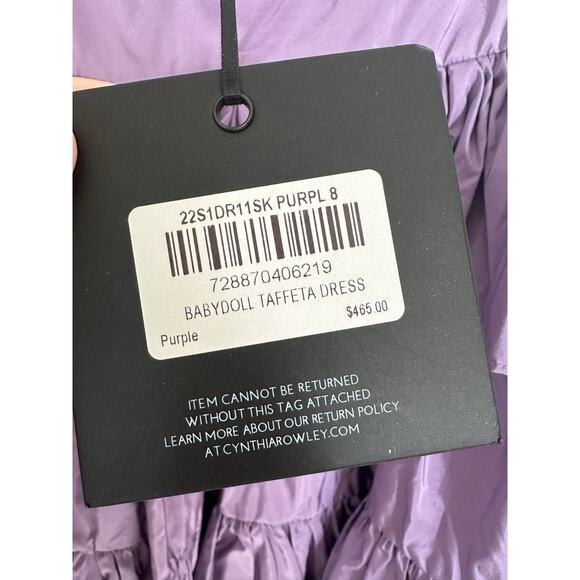 22S1DR11SK PURPL 8
728870406219
BABYDOLL TAFFETA DRESS
Purple $465.00
ITEM CANNOT BE RETURNED
WITHOUT THIS TAG ATTACHED
LEARN MORE ABOUT OUR RETURN POLICY
AT CYNTHIAROWLEY.COM